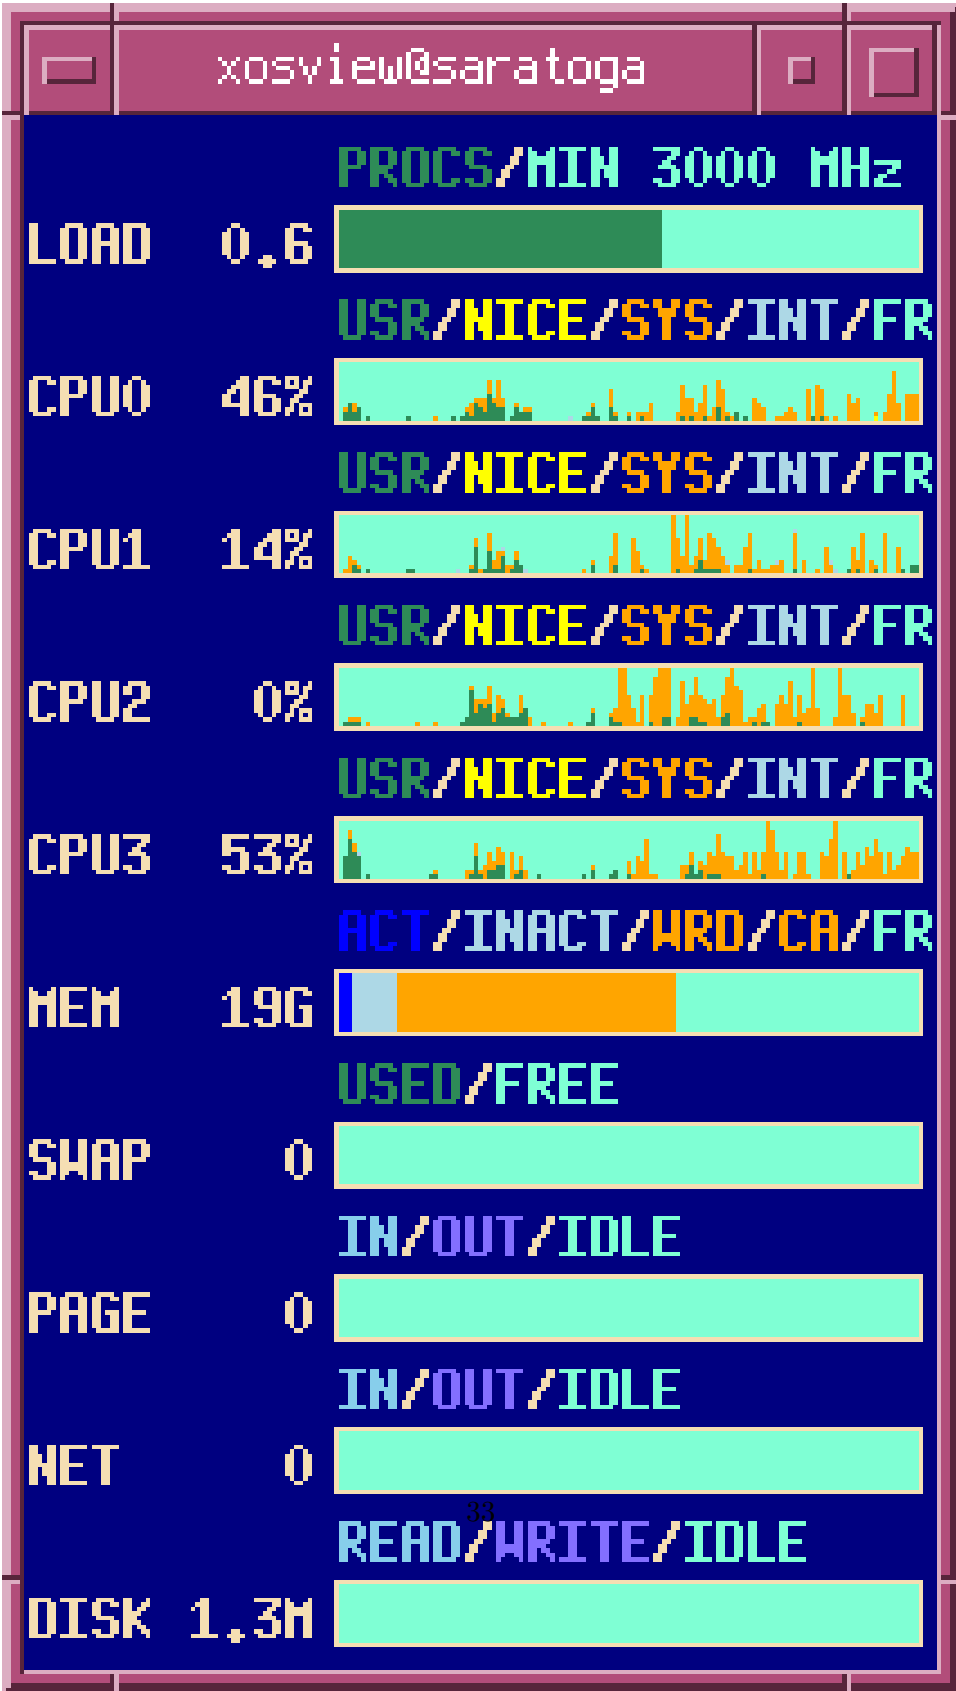 xosview@saratoga
PROCS/MIN 3000 MHz
LOAD 0.6
USR/NICE/SYS/INT/FR
CPU0 46%
USR/NICE/SYS/INT/FR
CPU1 14%
USR/NICE/SYS/INT/FR
CPU2 0%
USR/NICE/SYS/INT/FR
CPU3 53%
ACT/INACT/WRD/CA/FR
MEM 19G
USED/FREE
SWAP 0
IN/OUT/IDLE
PAGE 0
IN/OUT/IDLE
NET 0
33
READ/WRITE/IDLE
DISK 1.3M